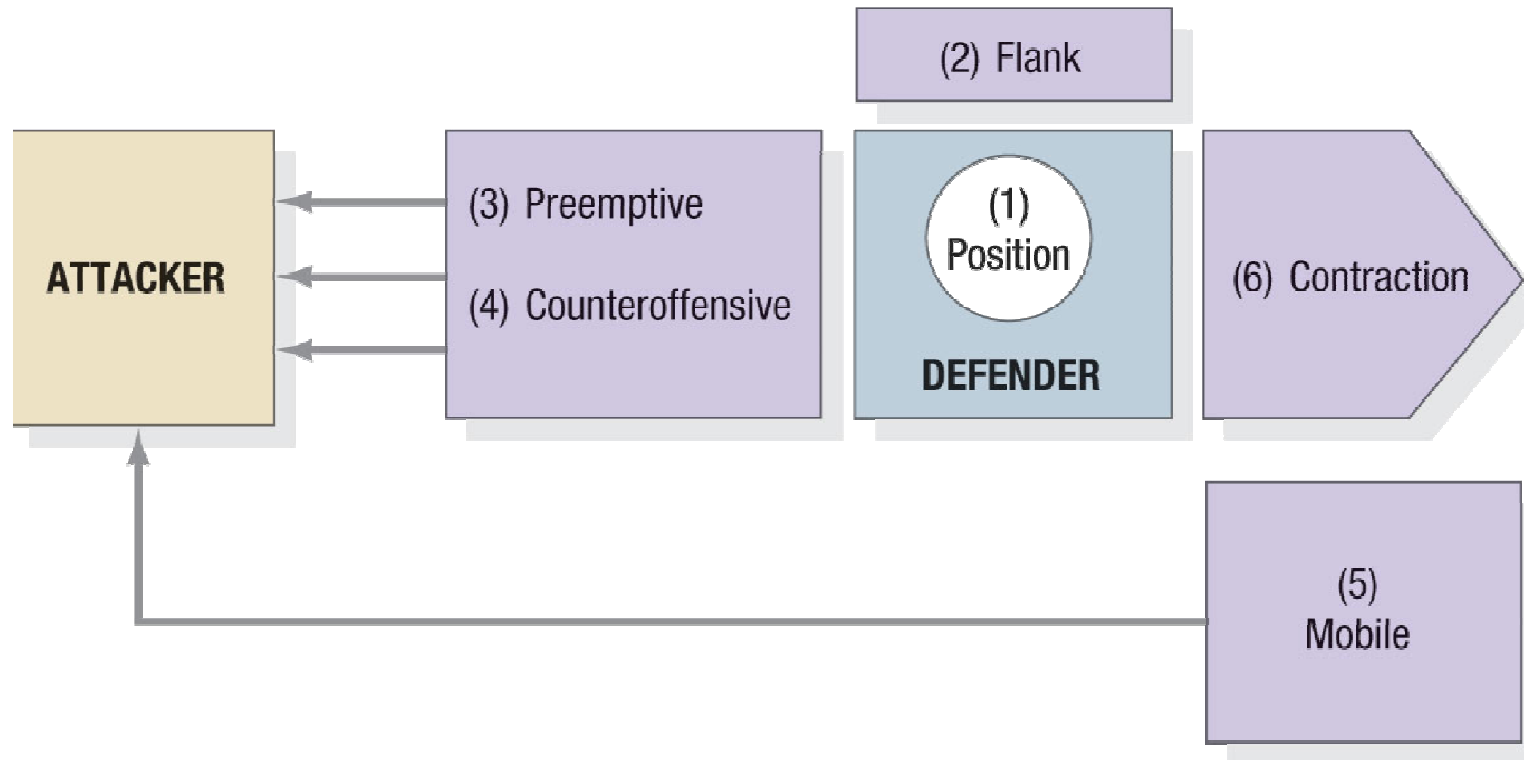 (2) Flank
ATTACKER
(3) Preemptive
(4) Counteroffensive
(1)
Position
DEFENDER
(6) Contraction
(5)
Mobile